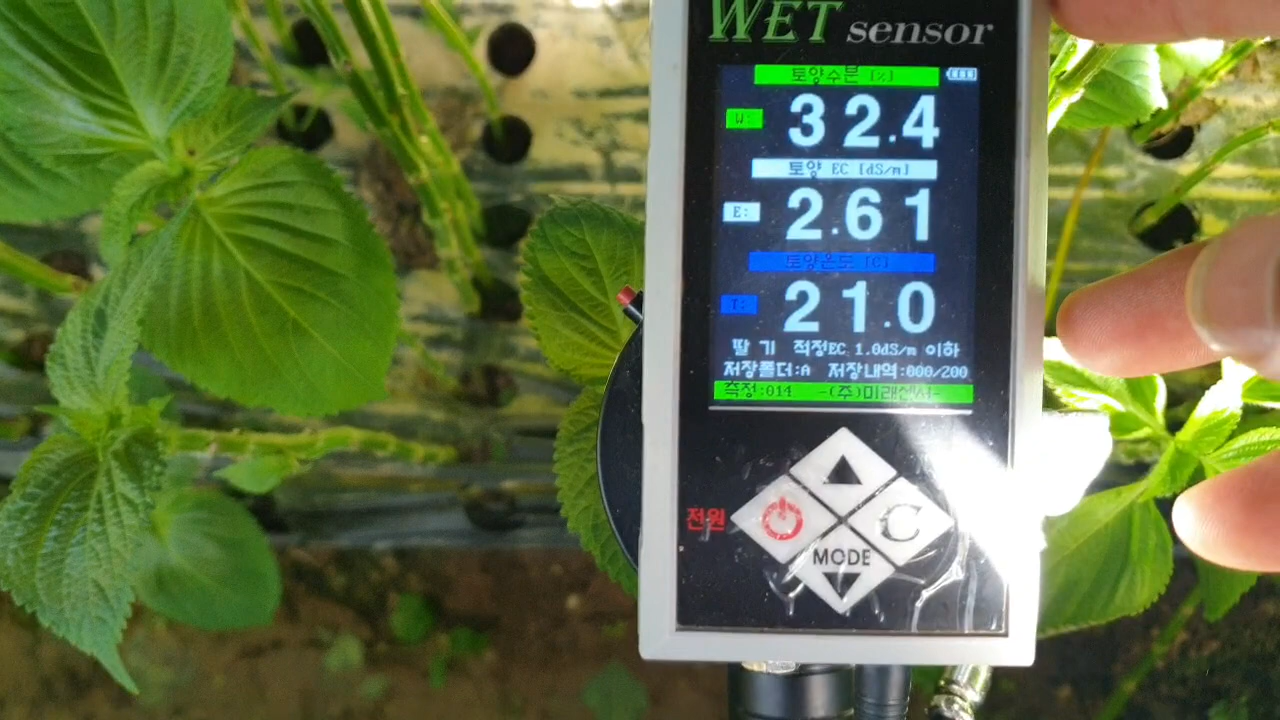 WET sensor
토양수분 [%]
W: 32.4
토양 EC [dS/m]
E: 2.61
토양온도 [C]
T: 21.0
딸 기 적정EC 1.0dS/m 이하
저장폴더:A 저장내역:000/200
측정:014 -(주)미래센서-
전원
C
MODE